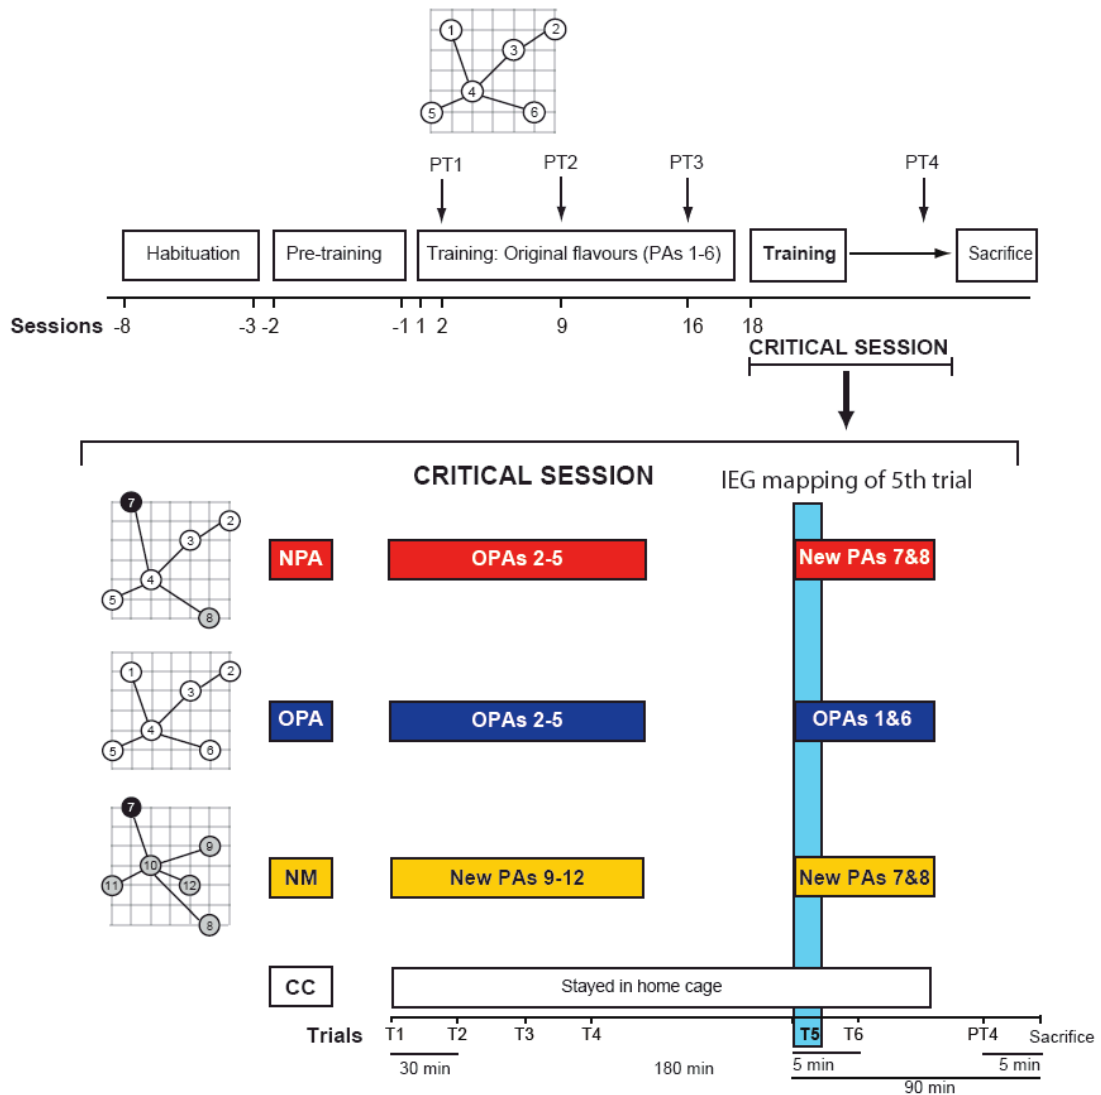 1
2
3
4
5
6
PT1 PT2 PT3 PT4
Habituation Pre-training Training: Original flavours (PAs 1-6) Training Sacrifice
Sessions -8 -3 -2 -1 1 2 9 16 18
CRITICAL SESSION
CRITICAL SESSION IEG mapping of 5th trial
7
2
3
4
5
8
NPA OPAs 2-5 New PAs 7&8
1
2
3
4
5
6
OPA OPAs 2-5 OPAs 1&6
7
9
10
11
12
8
NM New PAs 9-12 New PAs 7&8
CC Stayed in home cage
Trials T1 T2 T3 T4 T5 T6 PT4 Sacrifice
30 min 180 min 5 min 5 min
90 min